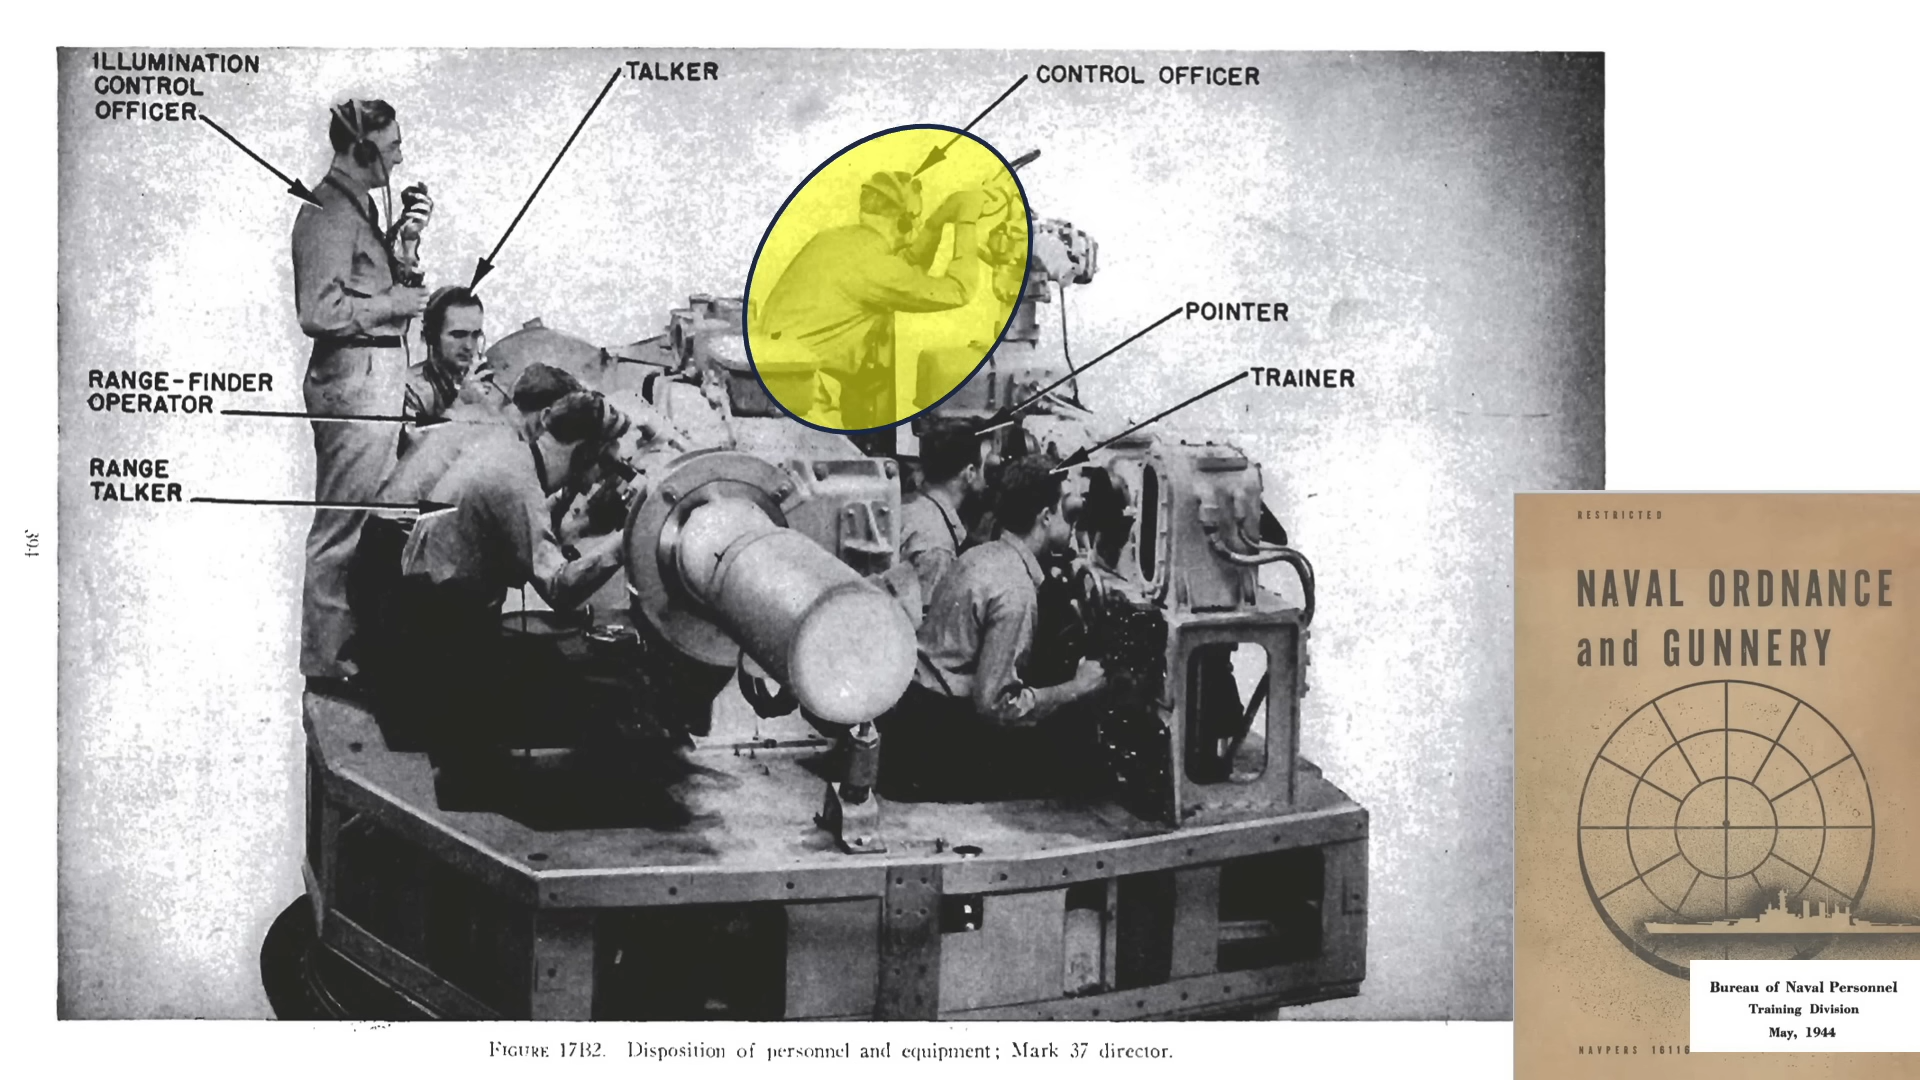 ILLUMINATION
CONTROL
OFFICER
TALKER
CONTROL OFFICER
POINTER
TRAINER
RANGE-FINDER
OPERATOR
RANGE
TALKER
394
FIGURE 17B2. Disposition of personnel and equipment; Mark 37 director.
RESTRICTED
NAVAL ORDNANCE
and GUNNERY
Bureau of Naval Personnel
Training Division
May, 1944
NAVPERS 16116